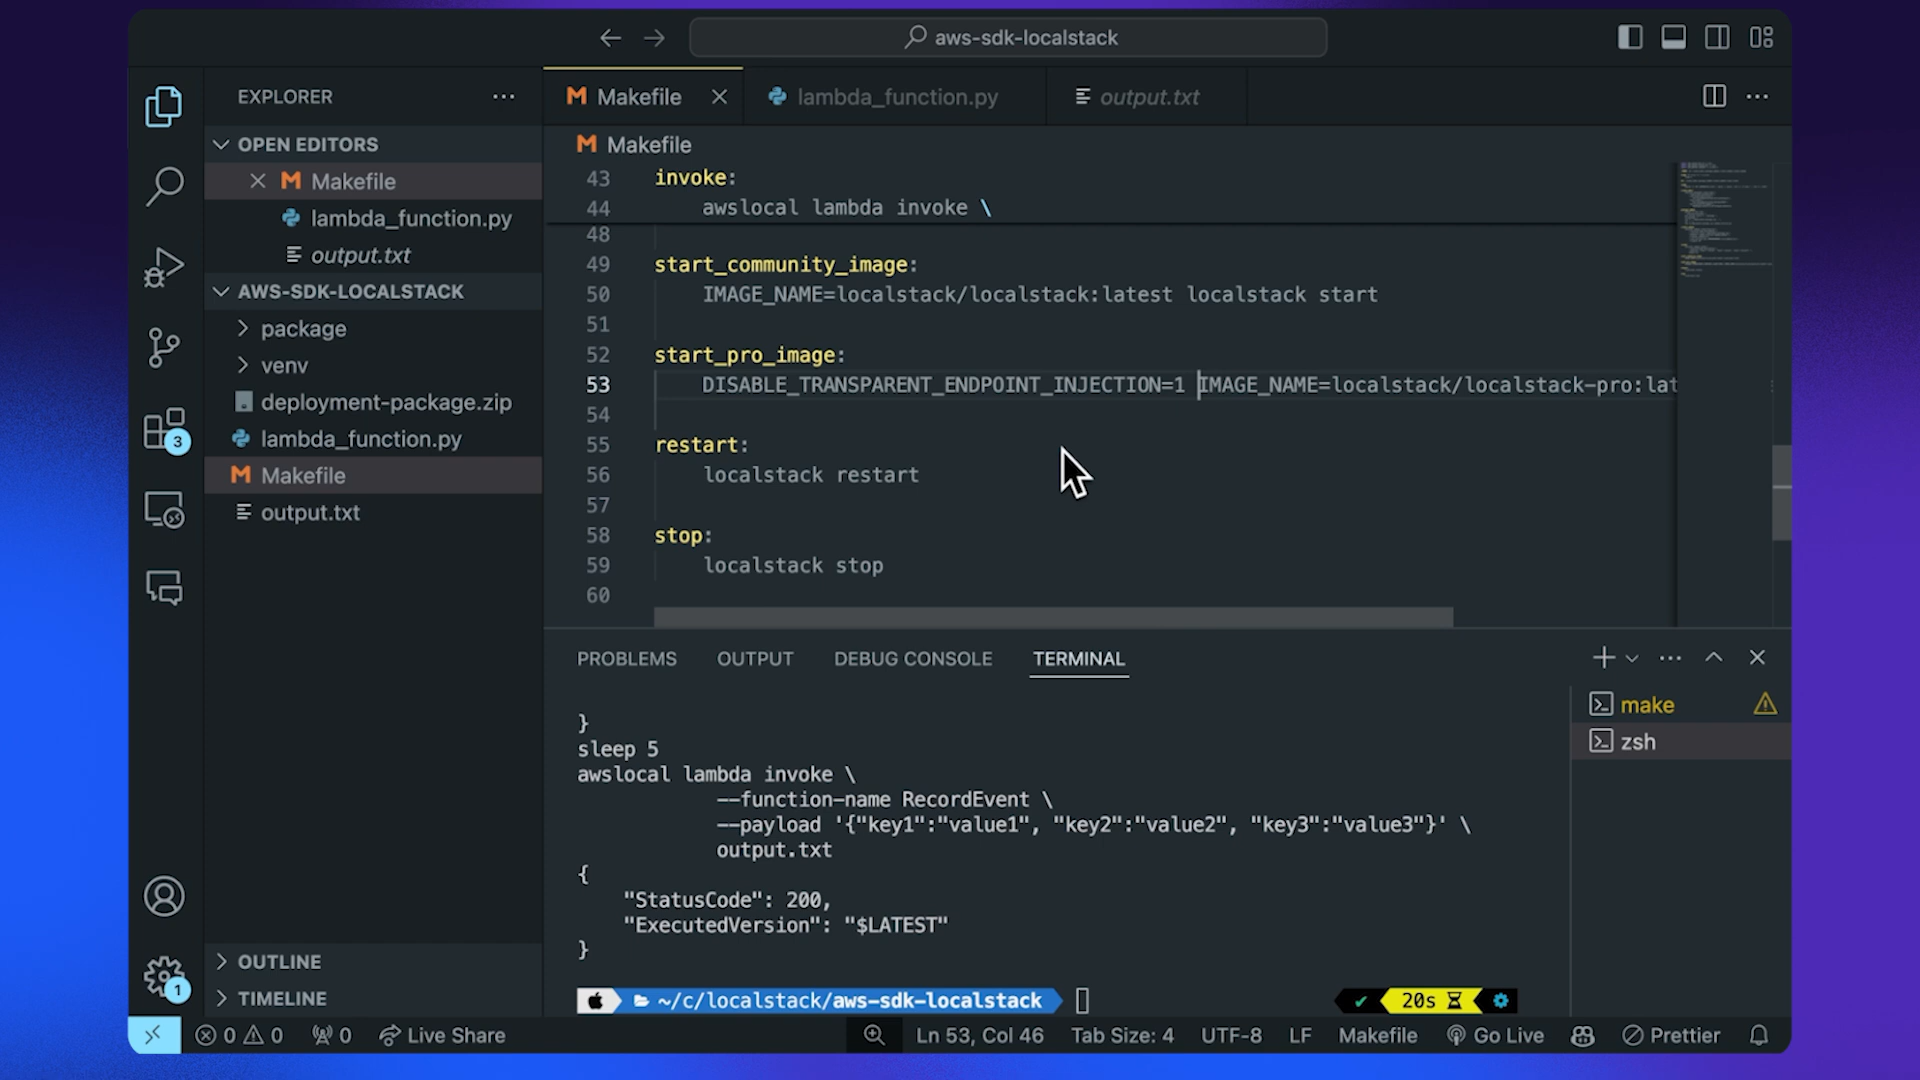 aws-sdk-localstack
EXPLORER
OPEN EDITORS
Makefile
lambda_function.py
output.txt
AWS-SDK-LOCALSTACK
package
venv
deployment-package.zip
lambda_function.py
Makefile
output.txt
OUTLINE
TIMELINE
3
1
M Makefile
lambda_function.py
output.txt
M Makefile
43 invoke:
44 awslocal lambda invoke \
48
49 start_community_image:
50 IMAGE_NAME=localstack/localstack:latest localstack start
51
52 start_pro_image:
53 DISABLE_TRANSPARENT_ENDPOINT_INJECTION=1 IMAGE_NAME=localstack/localstack-pro:lat
54
55 restart:
56 localstack restart
57
58 stop:
59 localstack stop
60
PROBLEMS OUTPUT DEBUG CONSOLE TERMINAL
}
sleep 5
awslocal lambda invoke \
--function-name RecordEvent \
--payload '{"key1":"value1", "key2":"value2", "key3":"value3"}' \
output.txt
{
"StatusCode": 200,
"ExecutedVersion": "$LATEST"
}
~/c/localstack/aws-sdk-localstack
20s
make
zsh
0 0 0 Live Share Ln 53, Col 46 Tab Size: 4 UTF-8 LF Makefile Go Live Prettier